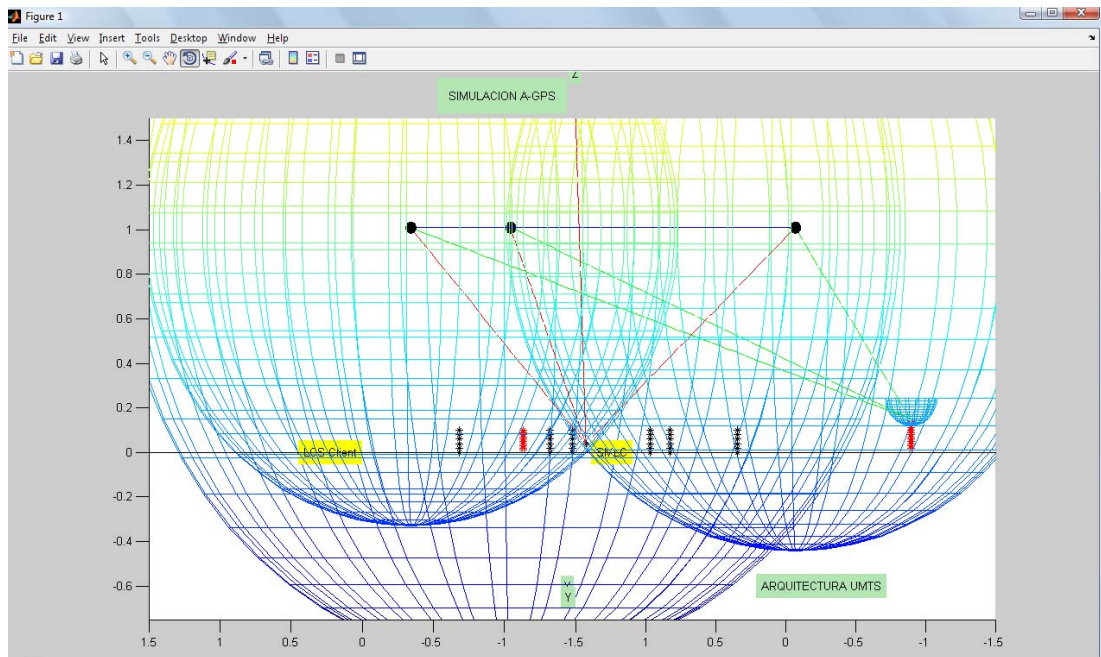 Figure 1
File Edit View Insert Tools Desktop Window Help
Z
SIMULACION A-GPS
1.4
1.2
1
0.8
0.6
0.4
0.2
0
-0.2
-0.4
-0.6
LCS Client
SMLC
Y
Y
ARQUITECTURA UMTS
1.5 1 0.5 0 -0.5 -1 -1.5 1 0.5 0 -0.5 -1 -1.5